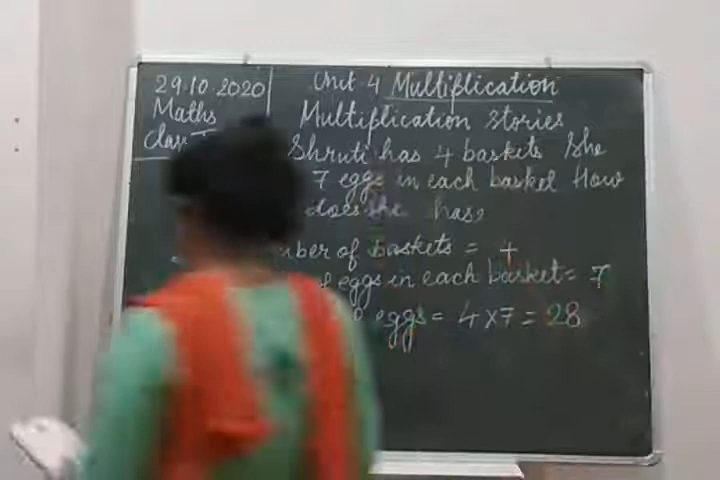 29.10.2020
Maths
Unit-4 Multiplication
Multiplication stories
Shruti has 4 baskets She
7 eggs in each basket How
does she has?
of baskets = 4
eggs in each basket = 7
eggs = 4 x 7 = 28